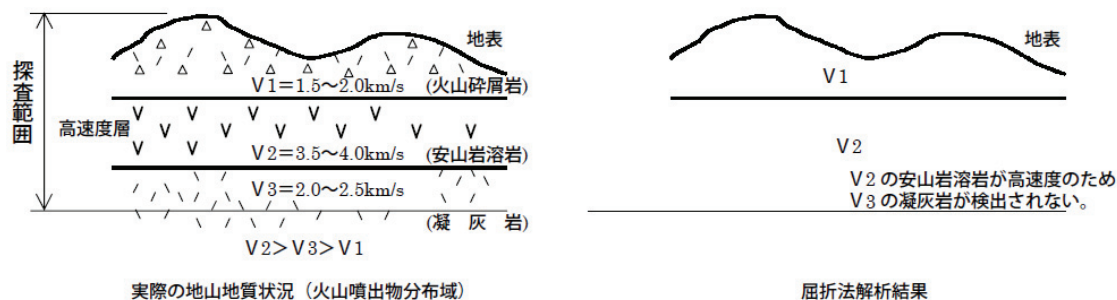 探査範囲
地表
V1=1.5～2.0km/s (火山砕屑岩)
高速度層
V2=3.5～4.0km/s (安山岩溶岩)
V3=2.0～2.5km/s
(凝 灰 岩)
V2>V3>V1
実際の地山地質状況（火山噴出物分布域）
地表
V1
V2
V2の安山岩溶岩が高速度のため
V3の凝灰岩が検出されない。
屈折法解析結果